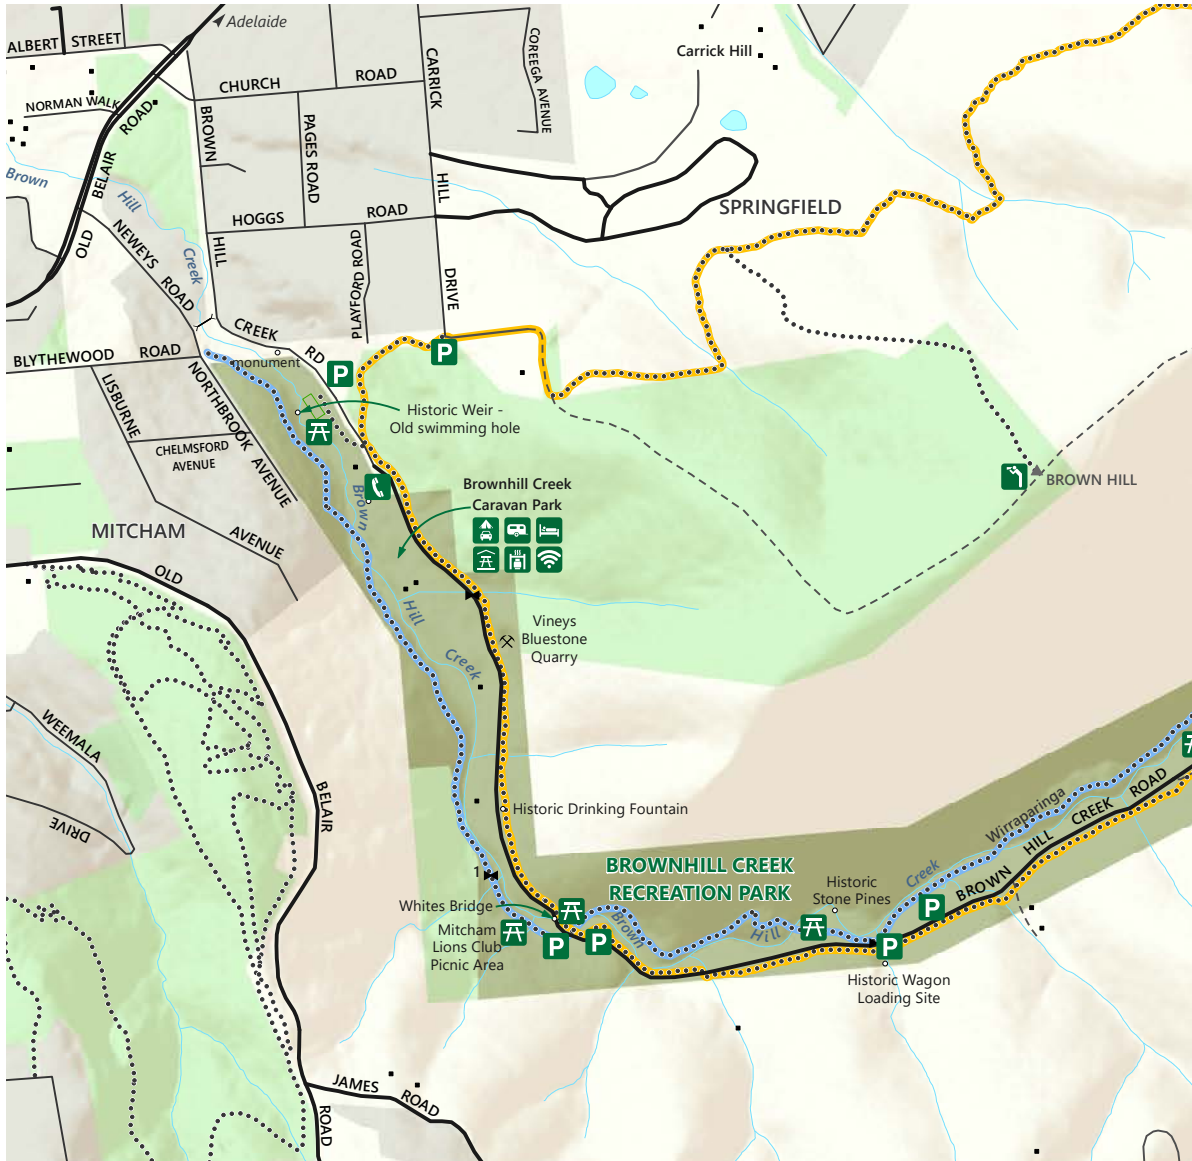 Adelaide
ALBERT STREET
Carrick Hill
CARRICK
HILL
DRIVE
COREEGA AVENUE
CHURCH ROAD
NORMAN WALK
OLD
BELAIR
ROAD
BROWN
HILL
CREEK
RD
PAGES ROAD
Brown
Hill
Creek
HOGGS ROAD
SPRINGFIELD
NEWEYS
ROAD
PLAYFORD ROAD
BLYTHEWOOD ROAD
monument
P
P
LISBURNE
AVENUE
NORTHBROOK
AVENUE
Historic Weir -
Old swimming hole
CHELMSFORD
AVENUE
BROWN HILL
Brownhill Creek
Caravan Park
MITCHAM
Brown
Hill
Creek
OLD
BELAIR
ROAD
Vineys
Bluestone
Quarry
WEEMALA
DRIVE
Historic Drinking Fountain
Wirraparinga
BROWN HILL CREEK ROAD
BROWNHILL CREEK
RECREATION PARK
1
Historic
Stone Pines
Creek
Whites Bridge
Mitcham
Lions Club
Picnic Area
Brown
Hill
P
P
P
P
Historic Wagon
Loading Site
JAMES ROAD